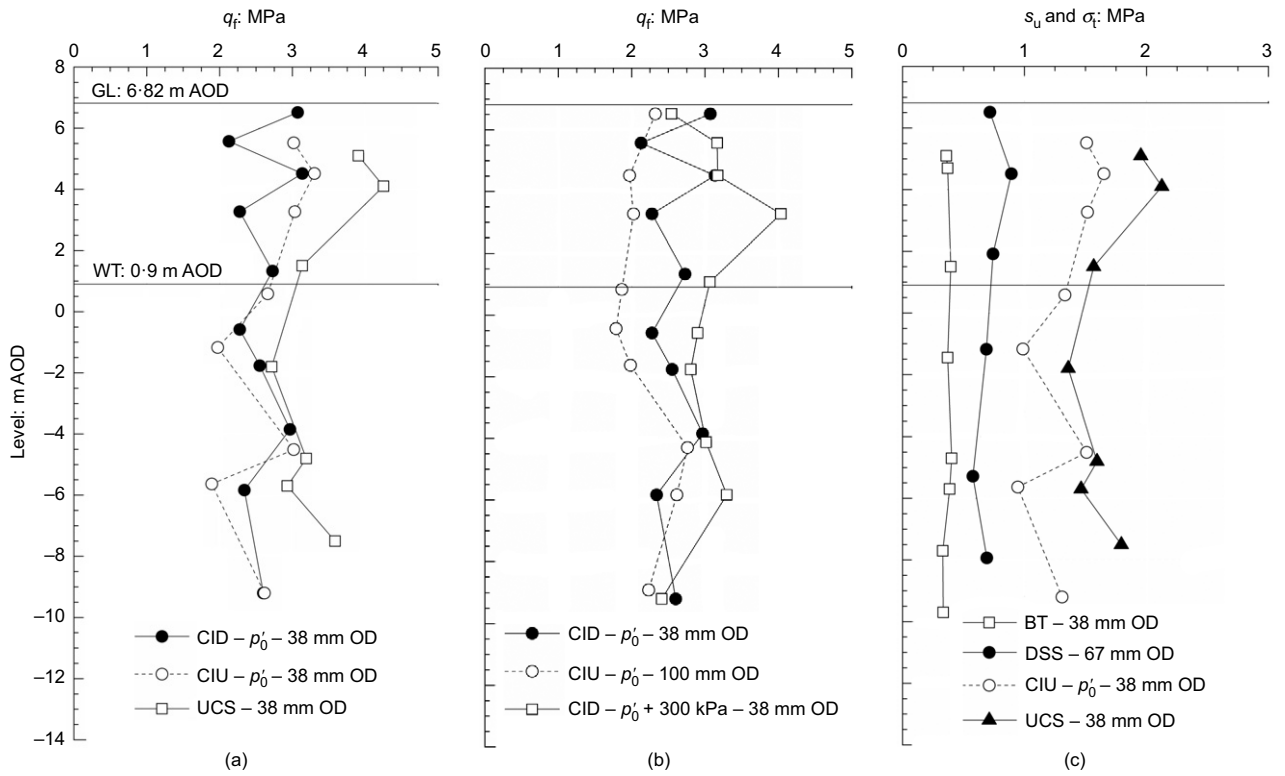 q_f: MPa
0 1 2 3 4 5
8
6
4
2
0
−2
−4
−6
−8
−10
−12
−14
Level: m AOD
GL: 6·82 m AOD
WT: 0·9 m AOD
CID – p′₀ – 38 mm OD
CIU – p′₀ – 38 mm OD
UCS – 38 mm OD
(a)
q_f: MPa
0 1 2 3 4 5
CID – p′₀ – 38 mm OD
CIU – p′₀ – 100 mm OD
CID – p′₀ + 300 kPa – 38 mm OD
(b)
s_u and σ_t: MPa
0 1 2 3
BT – 38 mm OD
DSS – 67 mm OD
CIU – p′₀ – 38 mm OD
UCS – 38 mm OD
(c)